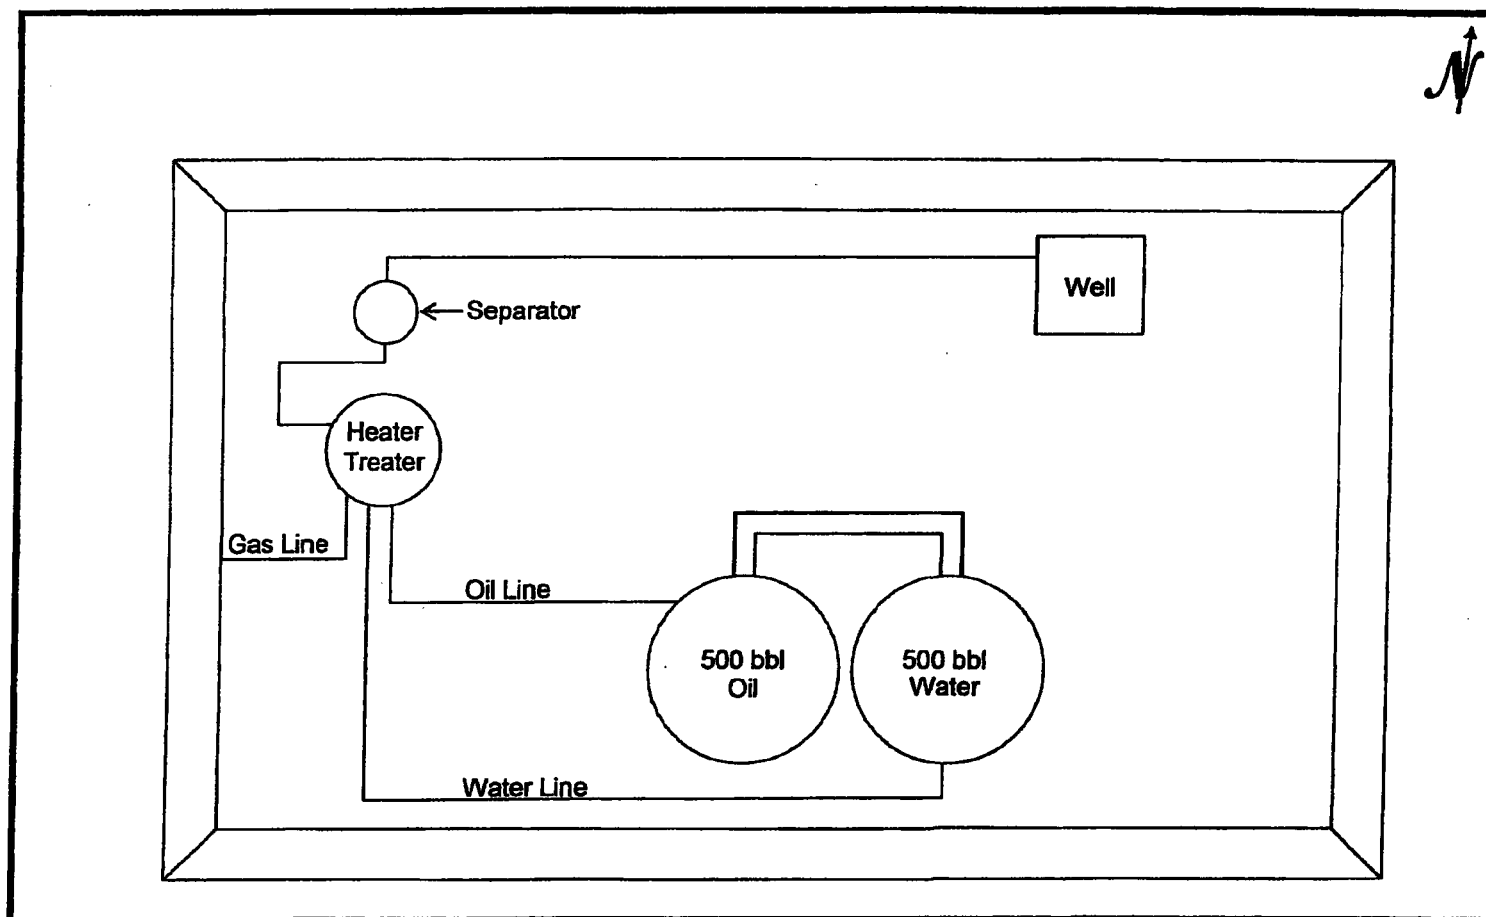 N
Well
Separator
Heater
Treater
Gas Line
Oil Line
500 bbl
Oil
500 bbl
Water
Water Line